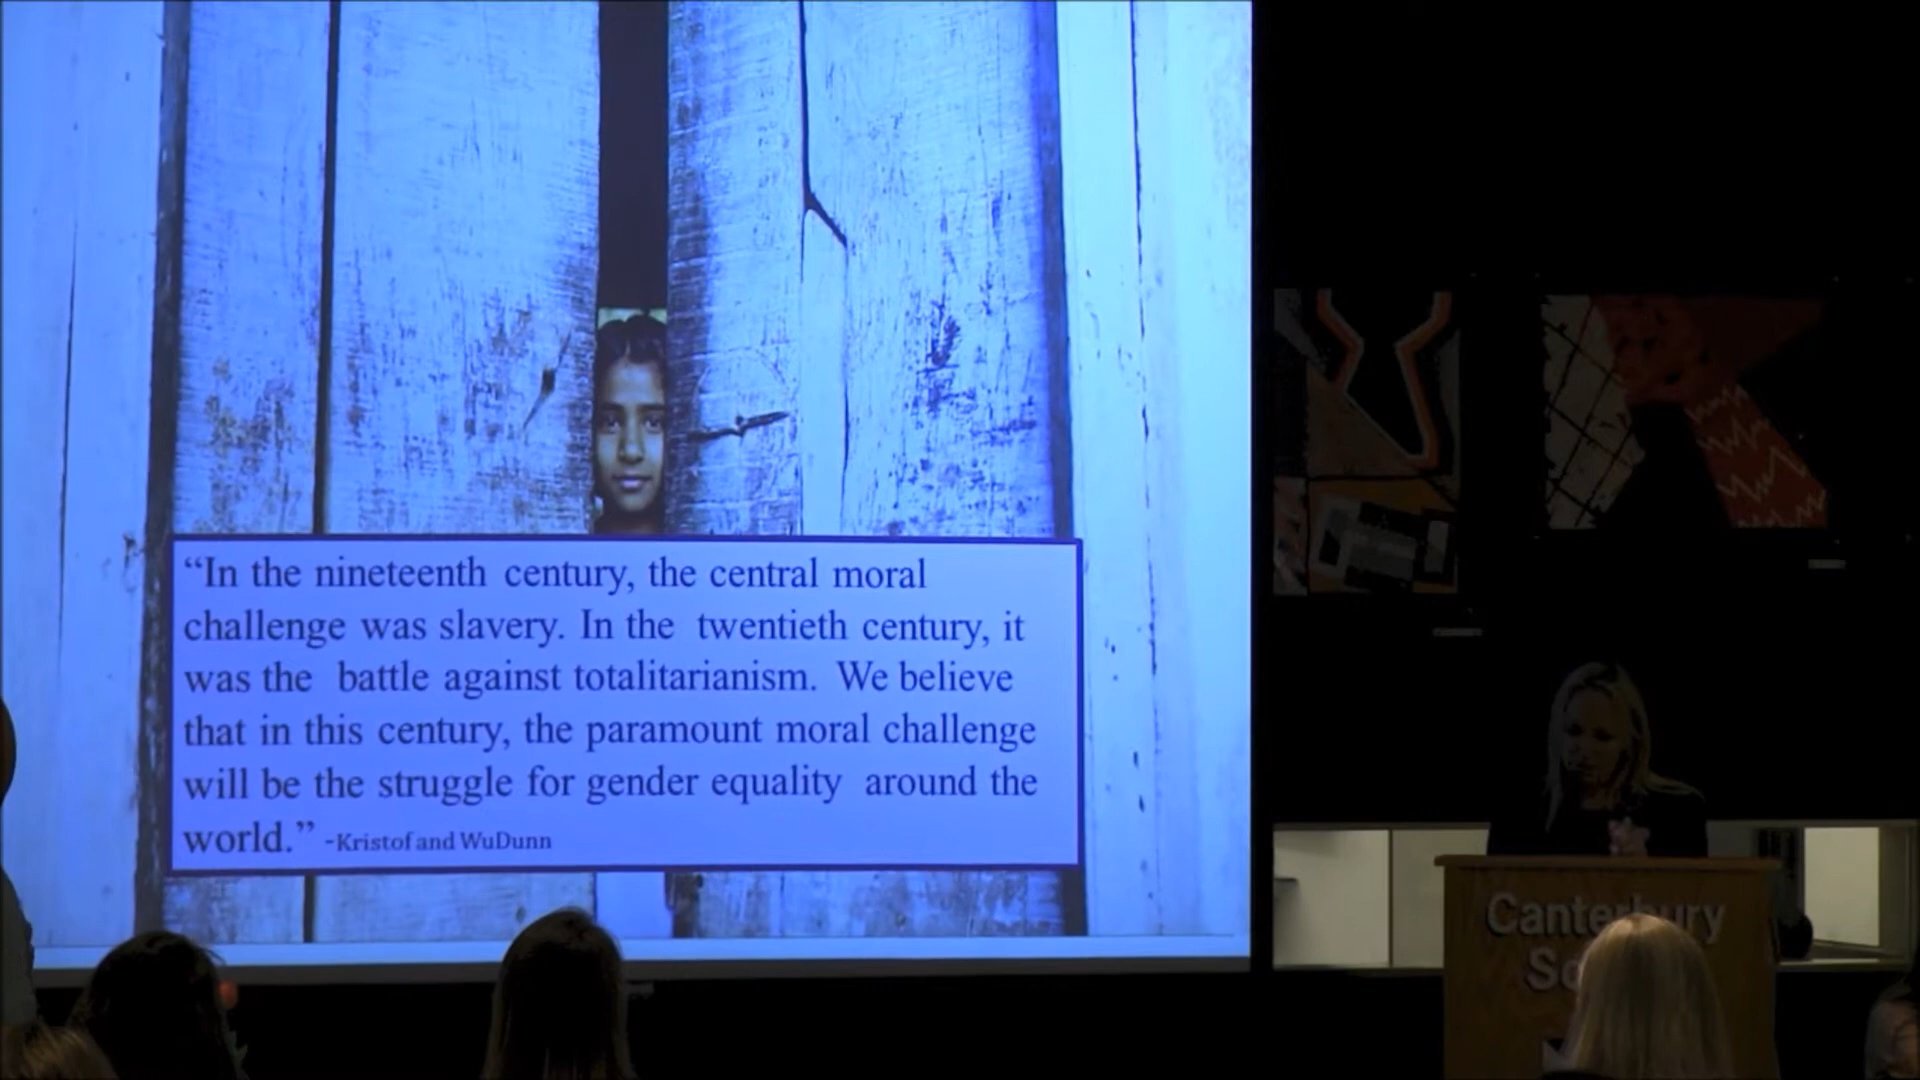 “In the nineteenth century, the central moral
challenge was slavery. In the twentieth century, it
was the battle against totalitarianism. We believe
that in this century, the paramount moral challenge
will be the struggle for gender equality around the
world.” -Kristof and WuDunn
Canterbury